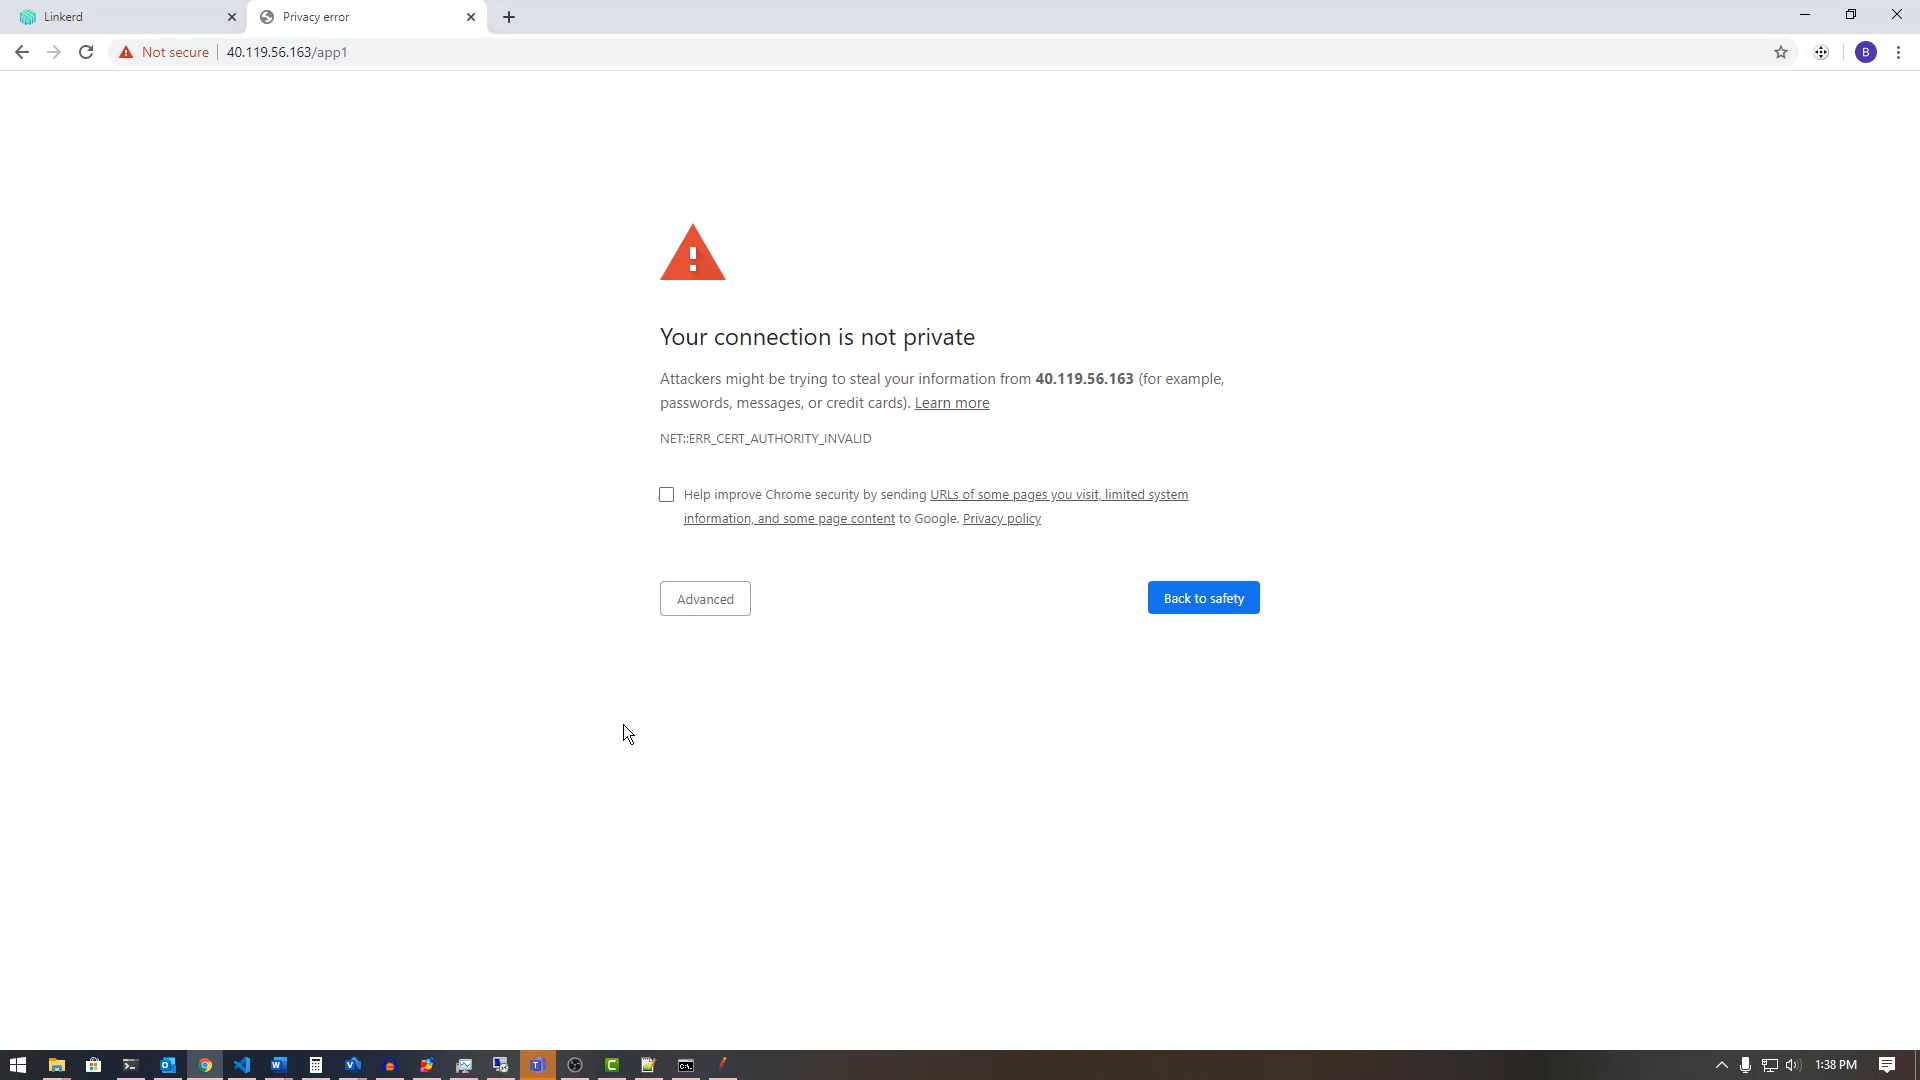 Linkerd
Privacy error
Not secure
40.119.56.163/app1
B
Your connection is not private
Attackers might be trying to steal your information from 40.119.56.163 (for example,
passwords, messages, or credit cards). Learn more
NET::ERR_CERT_AUTHORITY_INVALID
Help improve Chrome security by sending URLs of some pages you visit, limited system
information, and some page content to Google. Privacy policy
Advanced
Back to safety
1:38 PM